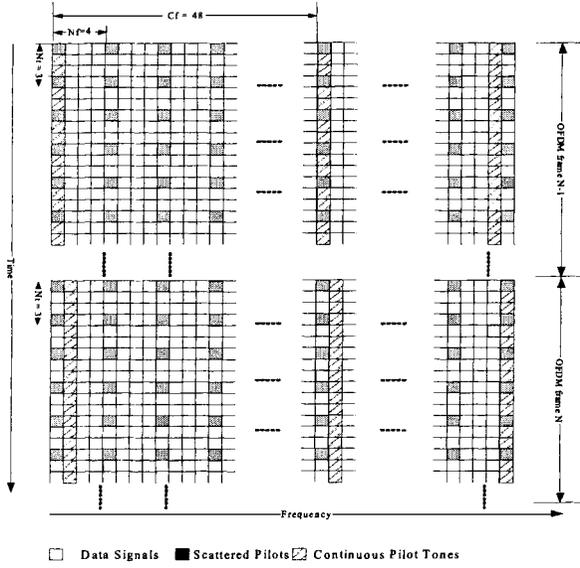 Cf = 48
Nf=4
Nt = 3
OFDM frame N-1
Time
Nt = 3
OFDM frame N
Frequency
Data Signals Scattered Pilots Continuous Pilot Tones